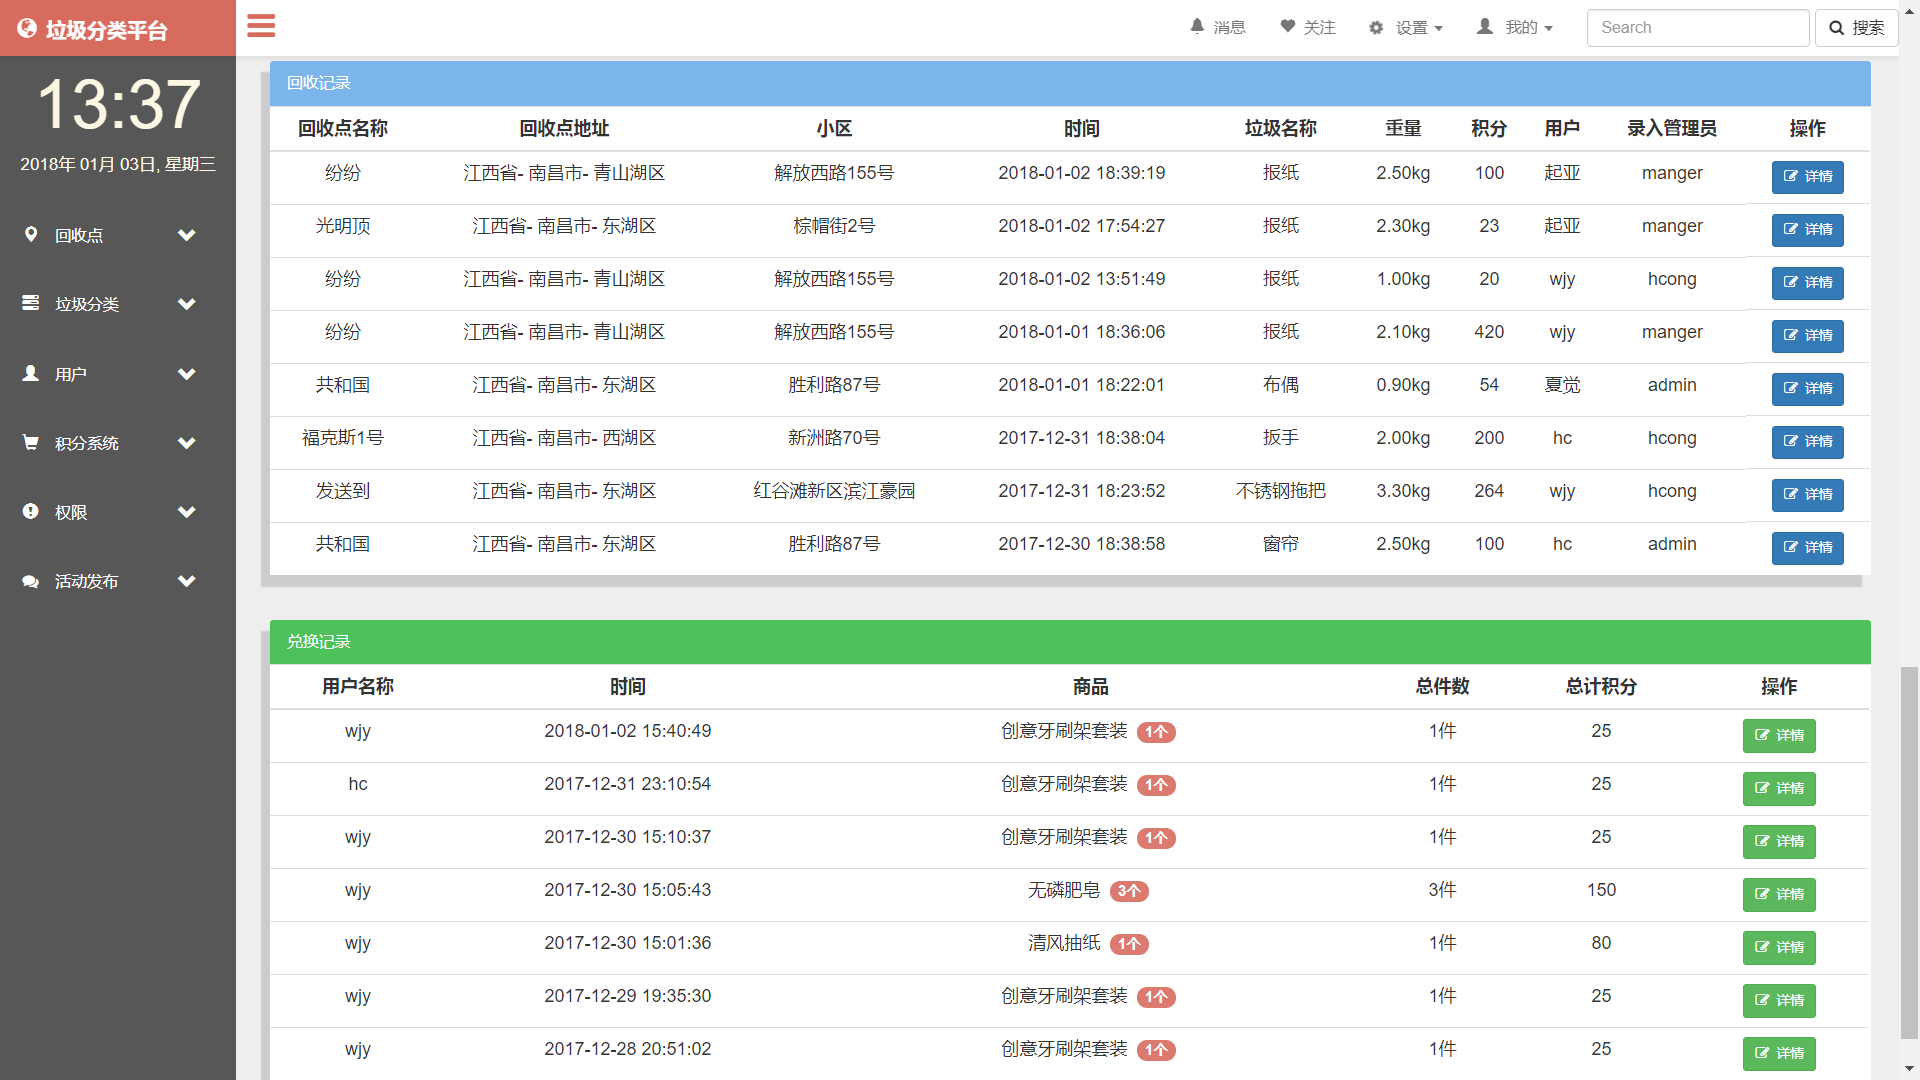 垃圾分类平台
消息 关注 设置 我的 Search 搜索
13:37
2018年 01月 03日, 星期三
回收点
垃圾分类
用户
积分系统
权限
活动发布
回收记录
回收点名称 回收点地址 小区 时间 垃圾名称 重量 积分 用户 录入管理员 操作
纷纷 江西省- 南昌市- 青山湖区 解放西路155号 2018-01-02 18:39:19 报纸 2.50kg 100 起亚 manger 详情
光明顶 江西省- 南昌市- 东湖区 棕帽街2号 2018-01-02 17:54:27 报纸 2.30kg 23 起亚 manger 详情
纷纷 江西省- 南昌市- 青山湖区 解放西路155号 2018-01-02 13:51:49 报纸 1.00kg 20 wjy hcong 详情
纷纷 江西省- 南昌市- 青山湖区 解放西路155号 2018-01-01 18:36:06 报纸 2.10kg 420 wjy manger 详情
共和国 江西省- 南昌市- 东湖区 胜利路87号 2018-01-01 18:22:01 布偶 0.90kg 54 夏觉 admin 详情
福克斯1号 江西省- 南昌市- 西湖区 新洲路70号 2017-12-31 18:38:04 扳手 2.00kg 200 hc hcong 详情
发送到 江西省- 南昌市- 东湖区 红谷滩新区滨江豪园 2017-12-31 18:23:52 不锈钢拖把 3.30kg 264 wjy hcong 详情
共和国 江西省- 南昌市- 东湖区 胜利路87号 2017-12-30 18:38:58 窗帘 2.50kg 100 hc admin 详情
兑换记录
用户名称 时间 商品 总件数 总计积分 操作
wjy 2018-01-02 15:40:49 创意牙刷架套装 1个 1件 25 详情
hc 2017-12-31 23:10:54 创意牙刷架套装 1个 1件 25 详情
wjy 2017-12-30 15:10:37 创意牙刷架套装 1个 1件 25 详情
wjy 2017-12-30 15:05:43 无磷肥皂 3个 3件 150 详情
wjy 2017-12-30 15:01:36 清风抽纸 1个 1件 80 详情
wjy 2017-12-29 19:35:30 创意牙刷架套装 1个 1件 25 详情
wjy 2017-12-28 20:51:02 创意牙刷架套装 1个 1件 25 详情